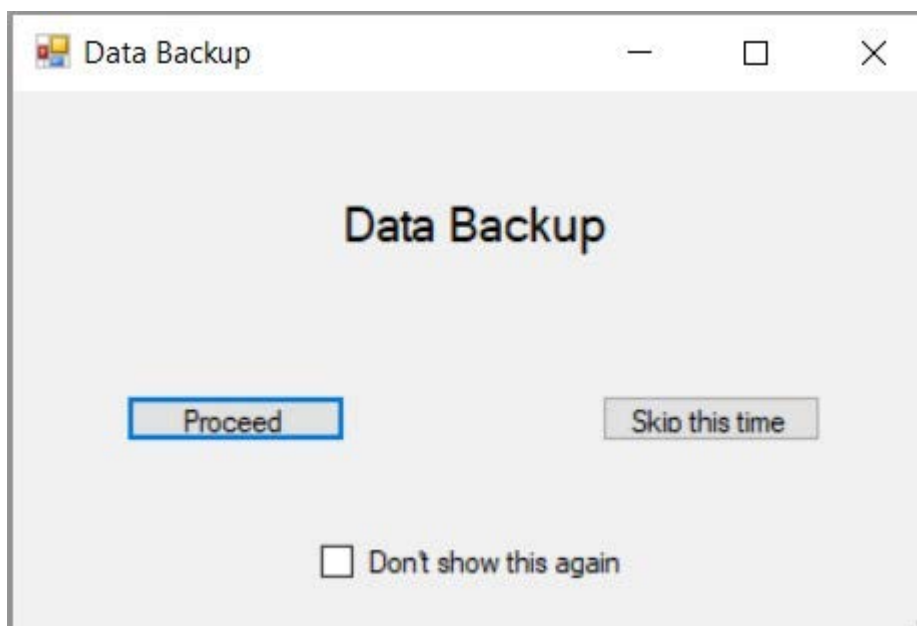 Data Backup
Data Backup
Proceed
Skip this time
Don't show this again